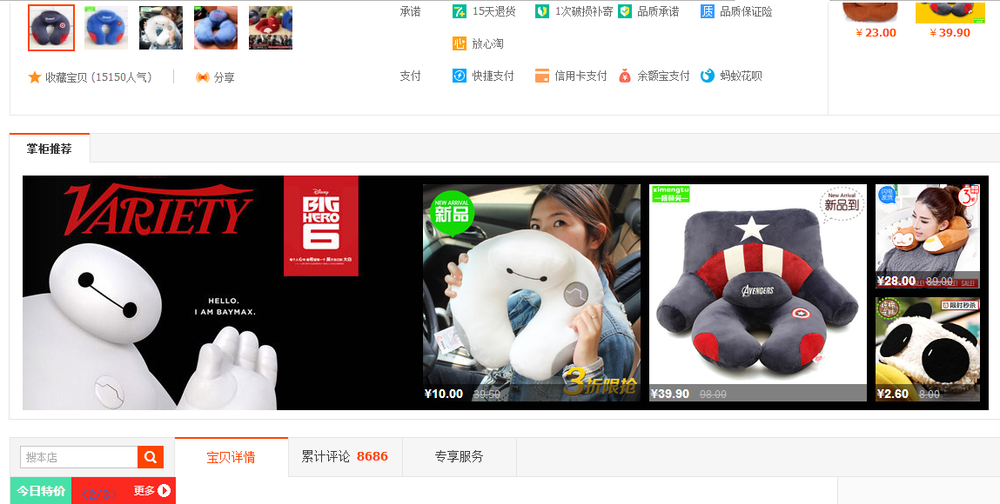 承诺 15天退货 1次破损补寄 品质承诺 品质保证险
放心淘
¥ 23.00 ¥ 39.90
收藏宝贝 (15150人气) 分享
支付 快捷支付 信用卡支付 余额宝支付 蚂蚁花呗
掌柜推荐
VARIETY
Disney
BIG
HERO
6
HELLO.
I AM BAYMAX.
NEW ARRIVAL
新品
3折限抢
¥10.00 39.50
ximengtu
New Arrival
新品到
AVENGERS
¥39.90 98.00
闪电
发货
¥28.00 89.00
限时秒杀
¥2.60 8.00
搜本店
宝贝详情 累计评论 8686 专享服务
今日特价 更多